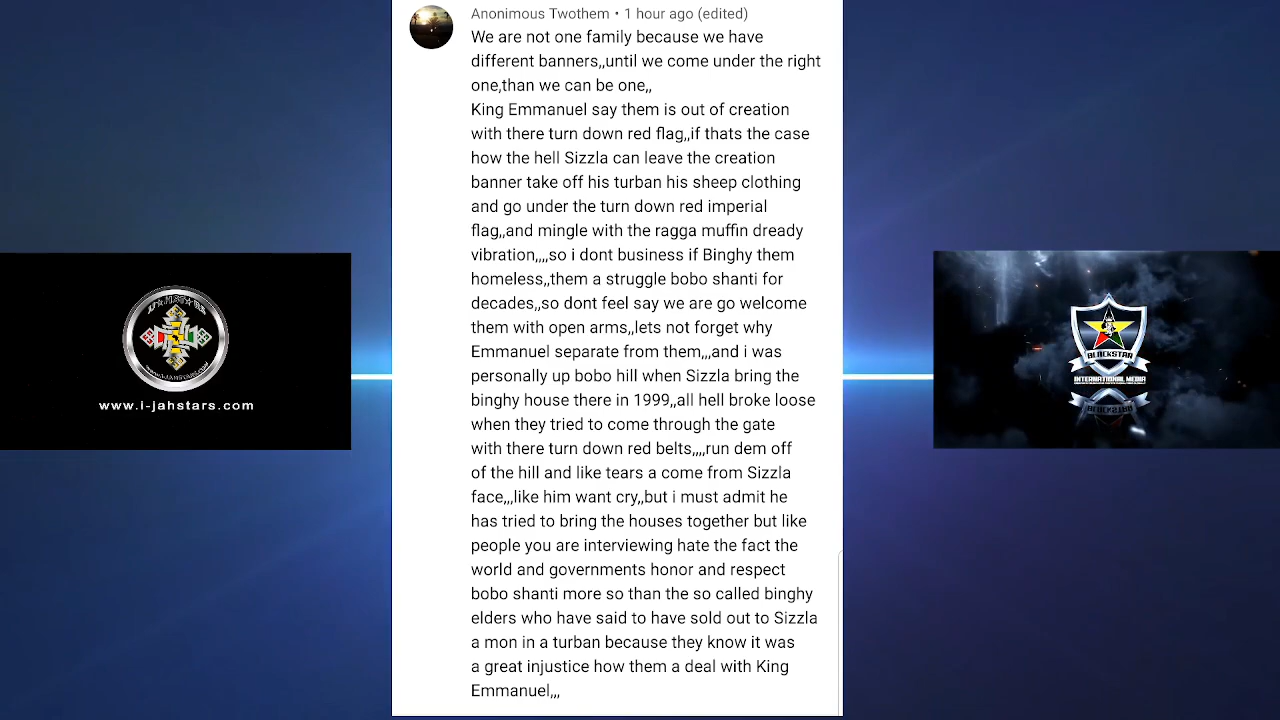 Anonimous Twothem • 1 hour ago (edited)
We are not one family because we have
different banners,,until we come under the right
one,than we can be one,,
King Emmanuel say them is out of creation
with there turn down red flag,,if thats the case
how the hell Sizzla can leave the creation
banner take off his turban his sheep clothing
and go under the turn down red imperial
flag,,and mingle with the ragga muffin dready
vibration,,,,so i dont business if Binghy them
homeless,,them a struggle bobo shanti for
decades,,so dont feel say we are go welcome
them with open arms,,lets not forget why
Emmanuel separate from them,,,and i was
personally up bobo hill when Sizzla bring the
binghy house there in 1999,,all hell broke loose
when they tried to come through the gate
with there turn down red belts,,,,run dem off
of the hill and like tears a come from Sizzla
face,,,like him want cry,,but i must admit he
has tried to bring the houses together but like
people you are interviewing hate the fact the
world and governments honor and respect
bobo shanti more so than the so called binghy
elders who have said to have sold out to Sizzla
a mon in a turban because they know it was
a great injustice how them a deal with King
Emmanuel,,,
www.i-jahstars.com
BLACKSTAR
INTERNATIONAL MEDIA